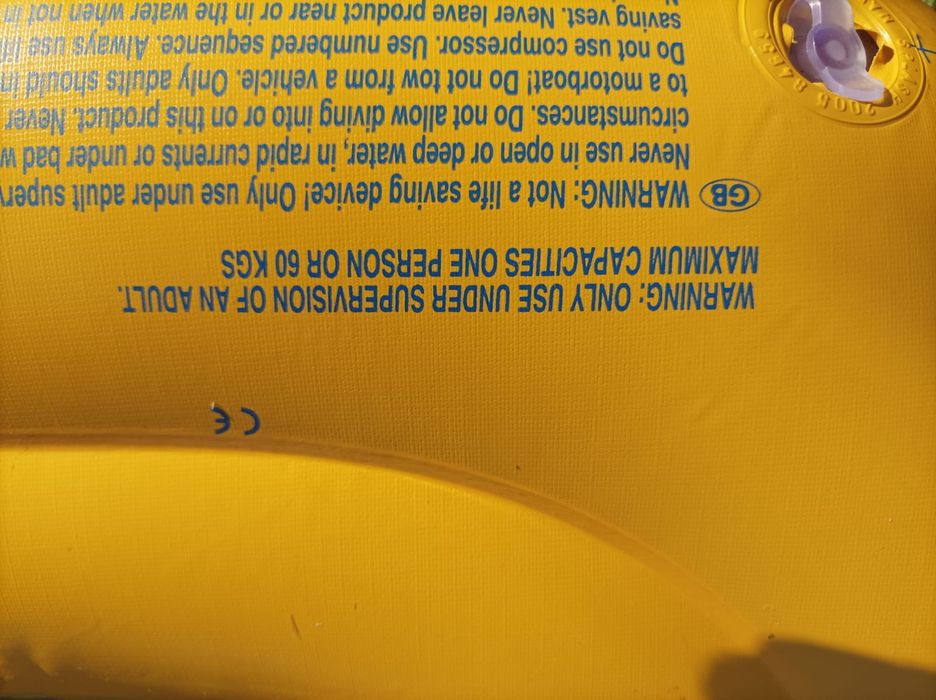 CE
WARNING: ONLY USE UNDER SUPERVISION OF AN ADULT.
MAXIMUM CAPACITIES ONE PERSON OR 60 KGS
GB WARNING: Not a life saving device! Only use under adult superv
Never use in open or deep water, in rapid currents or under bad w
circumstances. Do not allow diving into or on this product. Never
to a motorboat! Do not tow from a vehicle. Only adults should in
Do not use compressor. Use numbered sequence. Always use life
saving vest. Never leave product near or in the water when not in
2005